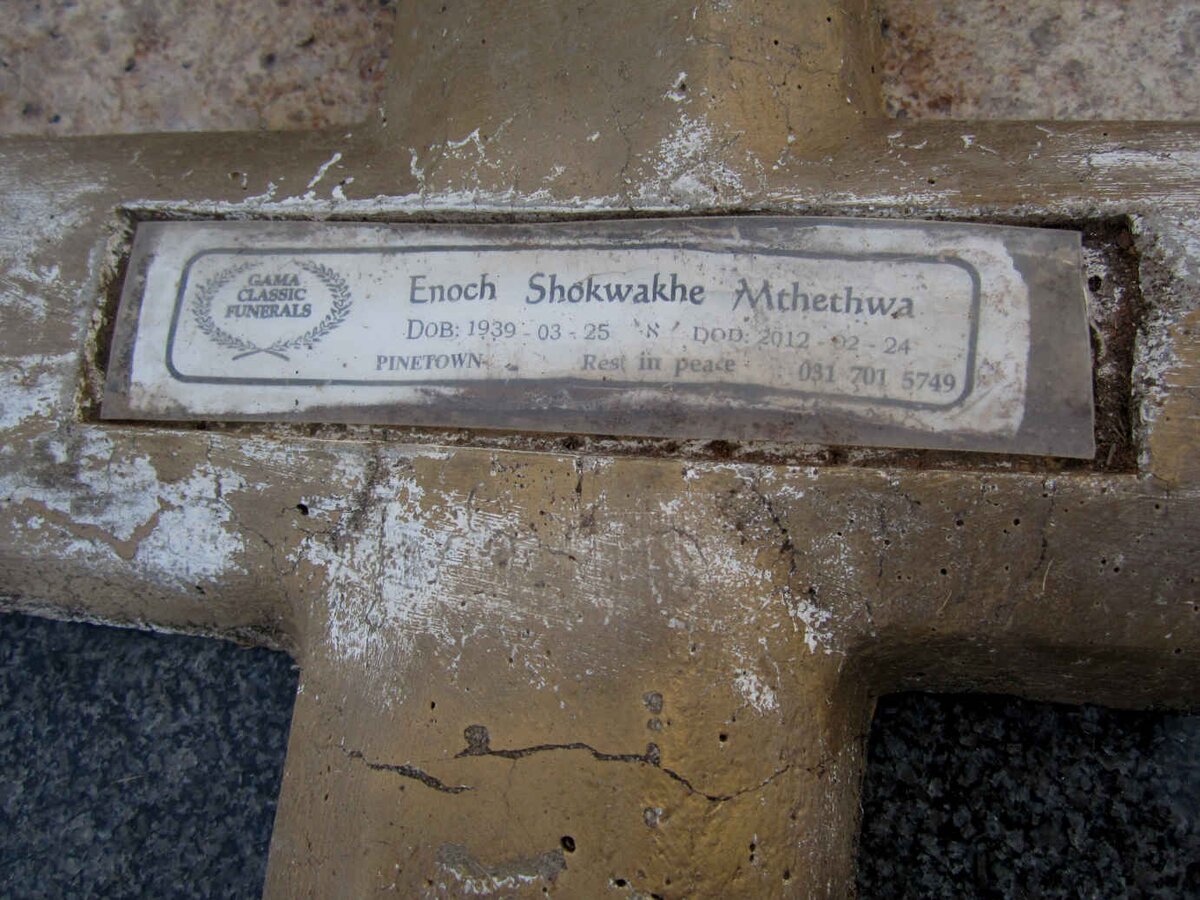 GAMA
CLASSIC
FUNERALS
Enoch Shokwakhe Mthethwa
DOB: 1939 - 03 - 25 א DOD: 2012 - 02 - 24
PINETOWN Rest in peace 031 701 5749